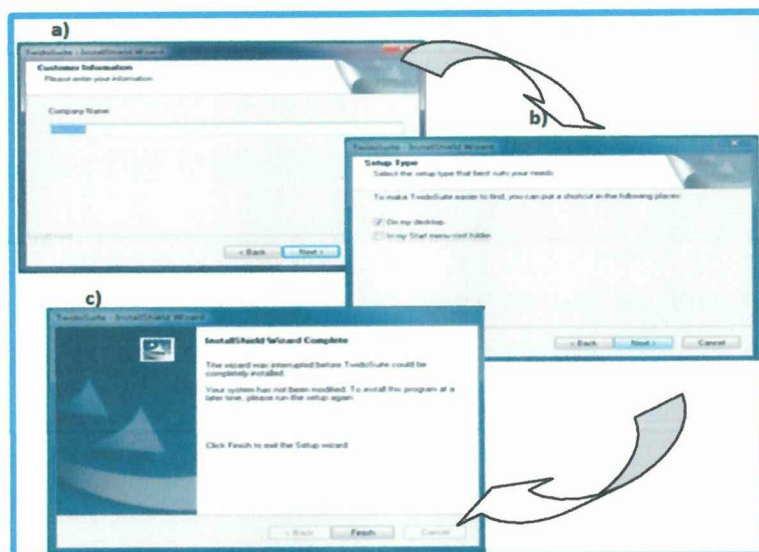 a)
TwidoSuite - InstallShield Wizard
Customer Information
Please enter your information.
Company Name
< Back
Next >
b)
TwidoSuite - InstallShield Wizard
Setup Type
Select the setup type that best suits your needs.
To make TwidoSuite easier to find, you can put a shortcut in the following places:
On my desktop
In my Start menu root folder
< Back
Next >
Cancel
c)
TwidoSuite - InstallShield Wizard
InstallShield Wizard Complete
The wizard was interrupted before TwidoSuite could be
completely installed
Your system has not been modified. To install this program at a
later time, please run the setup again
Click Finish to exit the Setup wizard
< Back
Finish
Cancel